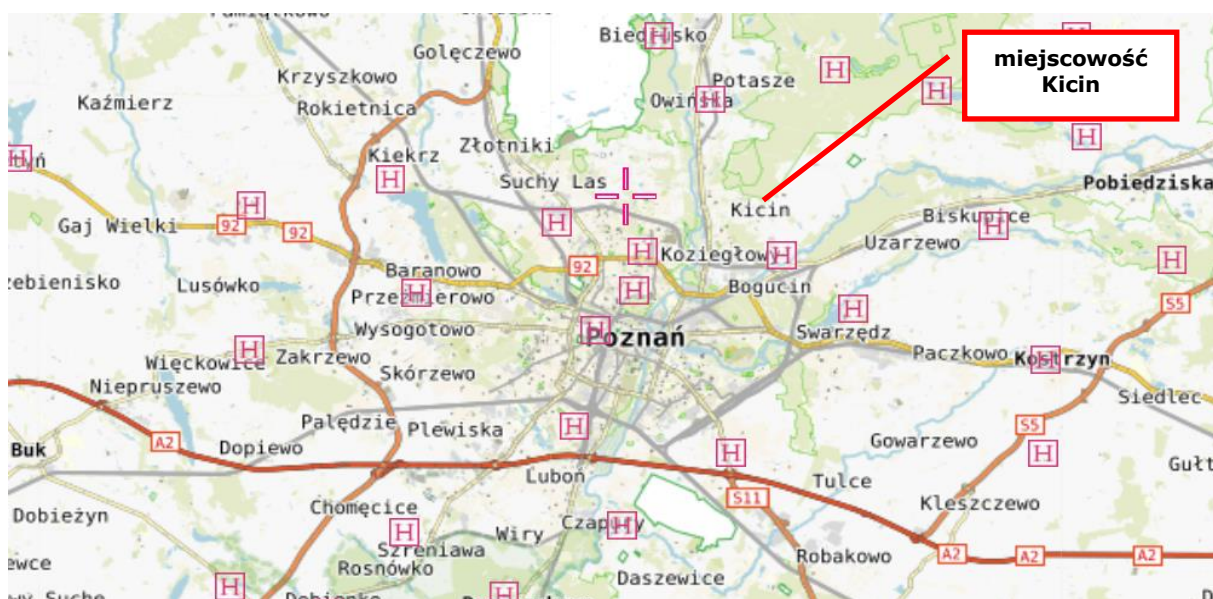 Golęczewo
Biedrusko
miejscowość
Kicin
Krzyszkowo
Potasze
Kaźmierz
Rokietnica
Owińska
Złotniki
Kiekrz
Suchy Las
Pobiedziska
Kicin
Biskupice
Gaj Wielki
92
92
Uzarzewo
Koziegłowy
92
Baranowo
Lusówko
Bogucin
Przeźmierowo
S5
Wysogotowo
Poznań
Swarzędz
Więckowice
Zakrzewo
Paczkowo
Kostrzyn
Niepruszewo
Skórzewo
Siedlec
Palędzie
Plewiska
S5
Buk
A2
Dopiewo
Gowarzewo
Luboń
Tulce
S11
Kleszczewo
Chomęcice
Dobieżyn
Wiry
Czapury
Szreniawa
Rosnówko
Robakowo
A2
A2
A2
Daszewice